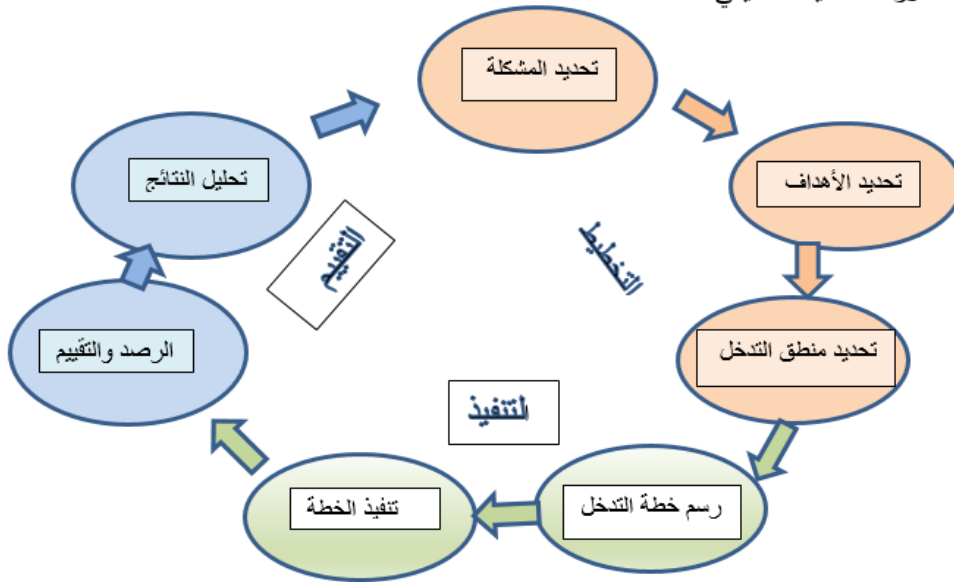 تحديد المشكلة
تحديد الأهداف
تحديد منطق التدخل
رسم خطة التدخل
تنفيذ الخطة
الرصد والتقييم
تحليل النتائج
التخطيط
التنفيذ
التقييم